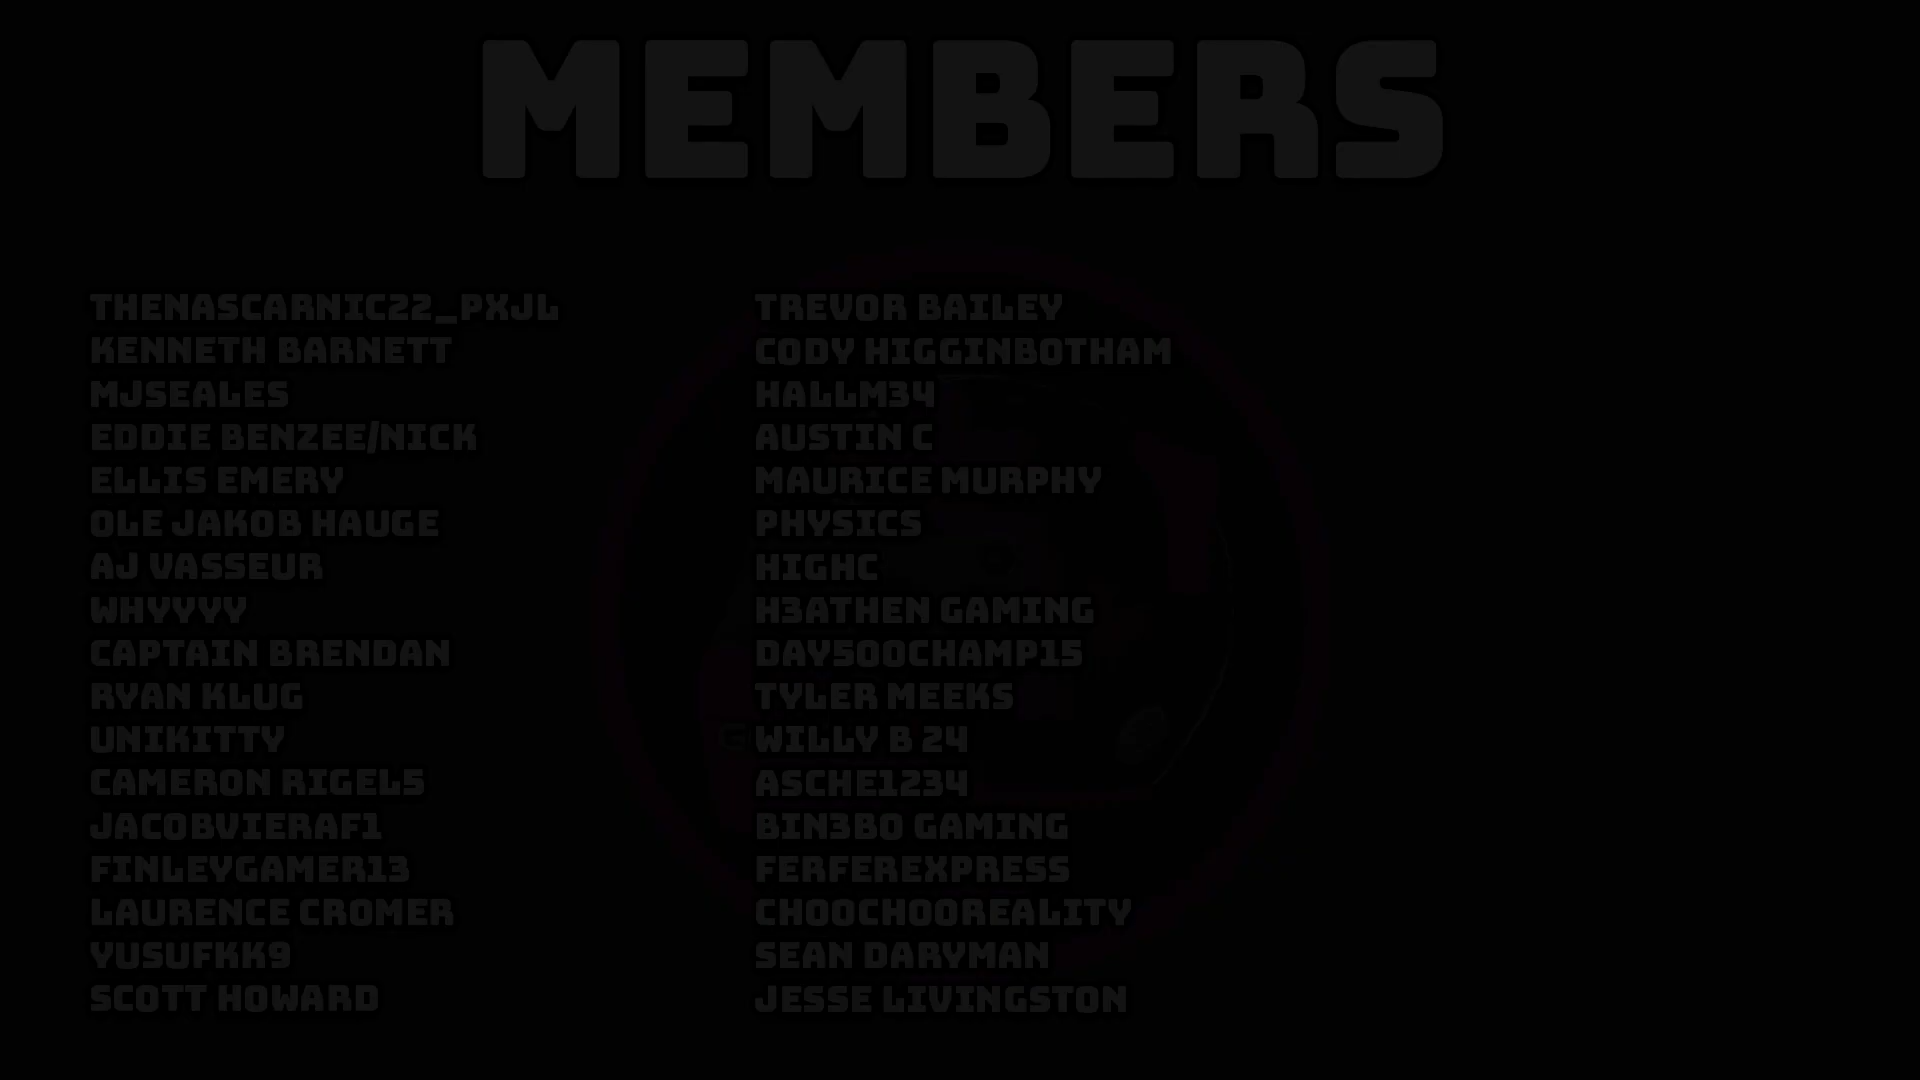 MEMBERS
THENASCARNIC22_PXJL
KENNETH BARNETT
MJSEALES
EDDIE BENZEE/NICK
ELLIS EMERY
OLE JAKOB HAUGE
AJ VASSEUR
WHYYYY
CAPTAIN BRENDAN
RYAN KLUG
UNIKITTY
CAMERON RIGEL5
JACOBVIERAF1
FINLEYGAMER13
LAURENCE CROMER
YUSUFKK9
SCOTT HOWARD
TREVOR BAILEY
CODY HIGGINBOTHAM
HALLM34
AUSTIN C
MAURICE MURPHY
PHYSICS
HIGHC
H3ATHEN GAMING
DAY500CHAMP15
TYLER MEEKS
WILLY B 24
ASCHE1234
BIN3BO GAMING
FERFEREXPRESS
CHOOCHOOREALITY
SEAN DARYMAN
JESSE LIVINGSTON